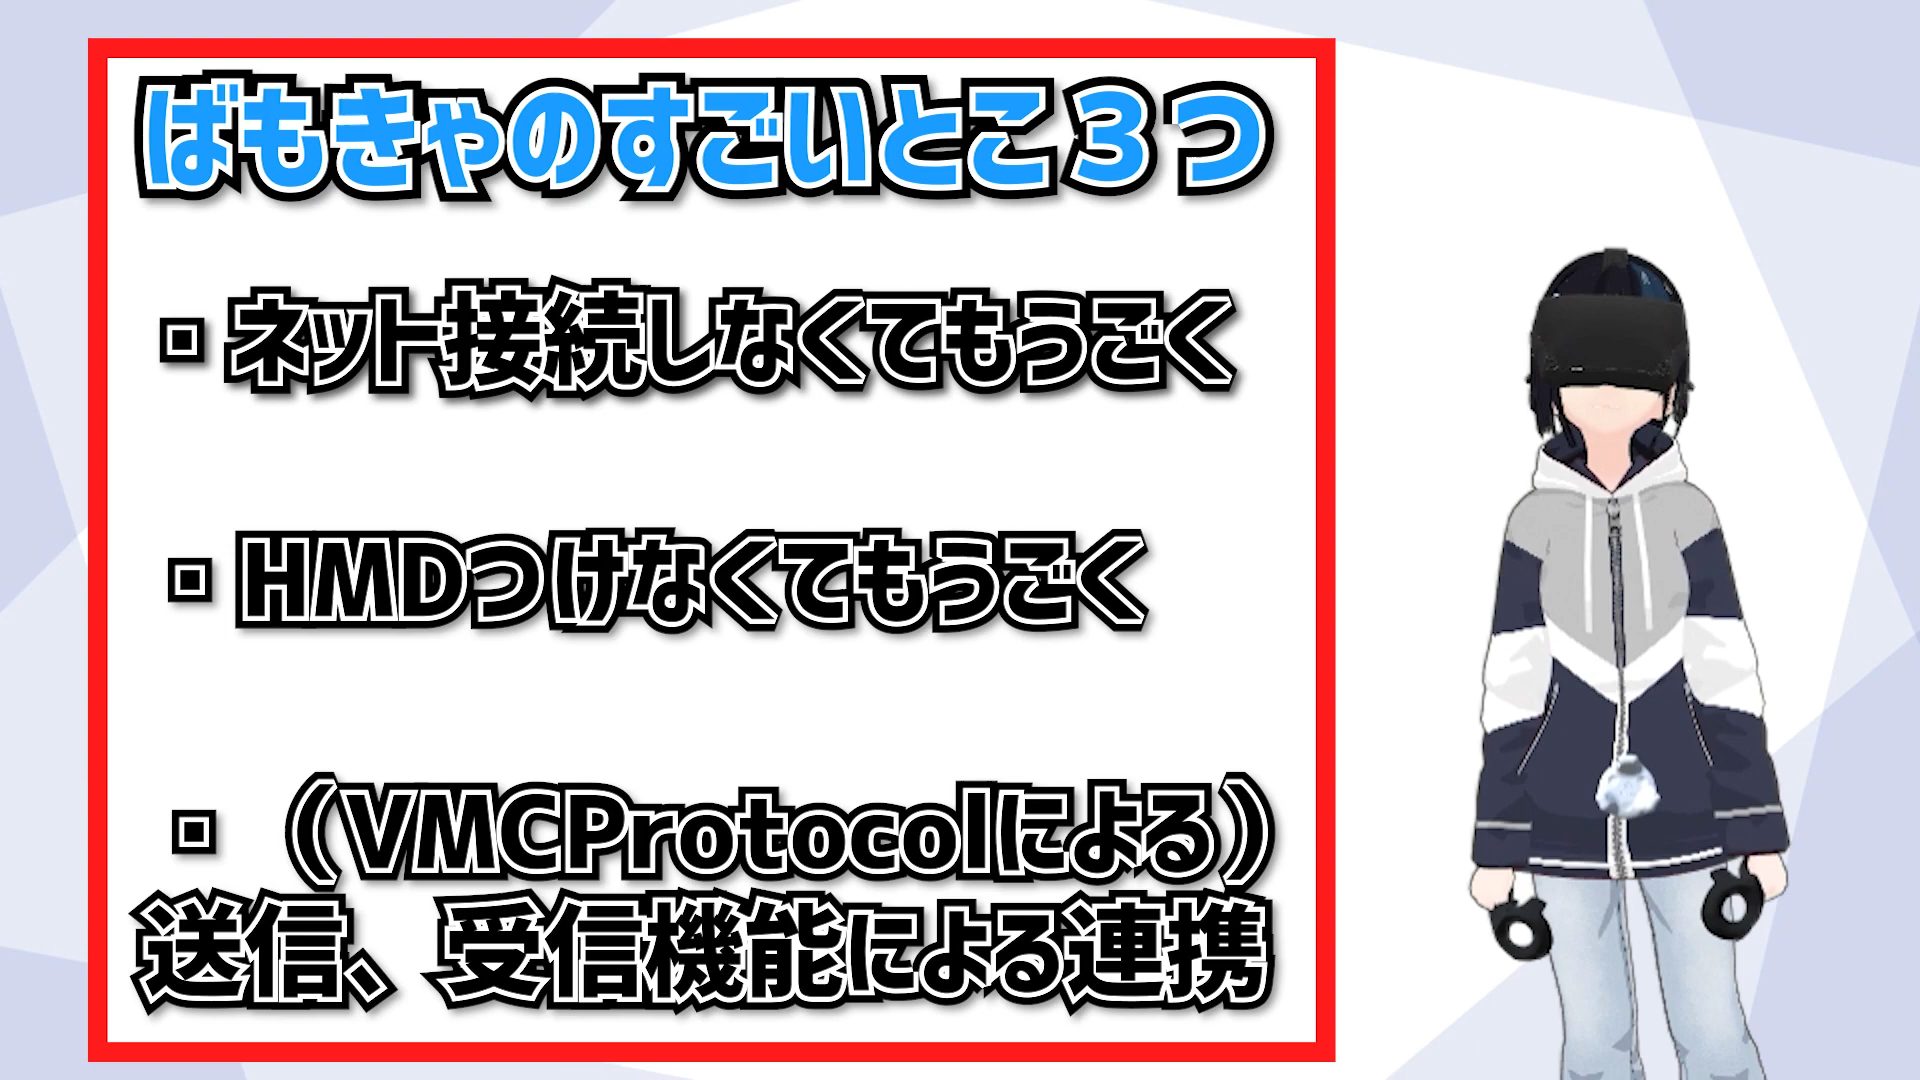 ばもきゃのすごいとこ３つ
・ネット接続しなくてもうごく
・HMDつけなくてもうごく
・（VMCProtocolによる）
送信、受信機能による連携